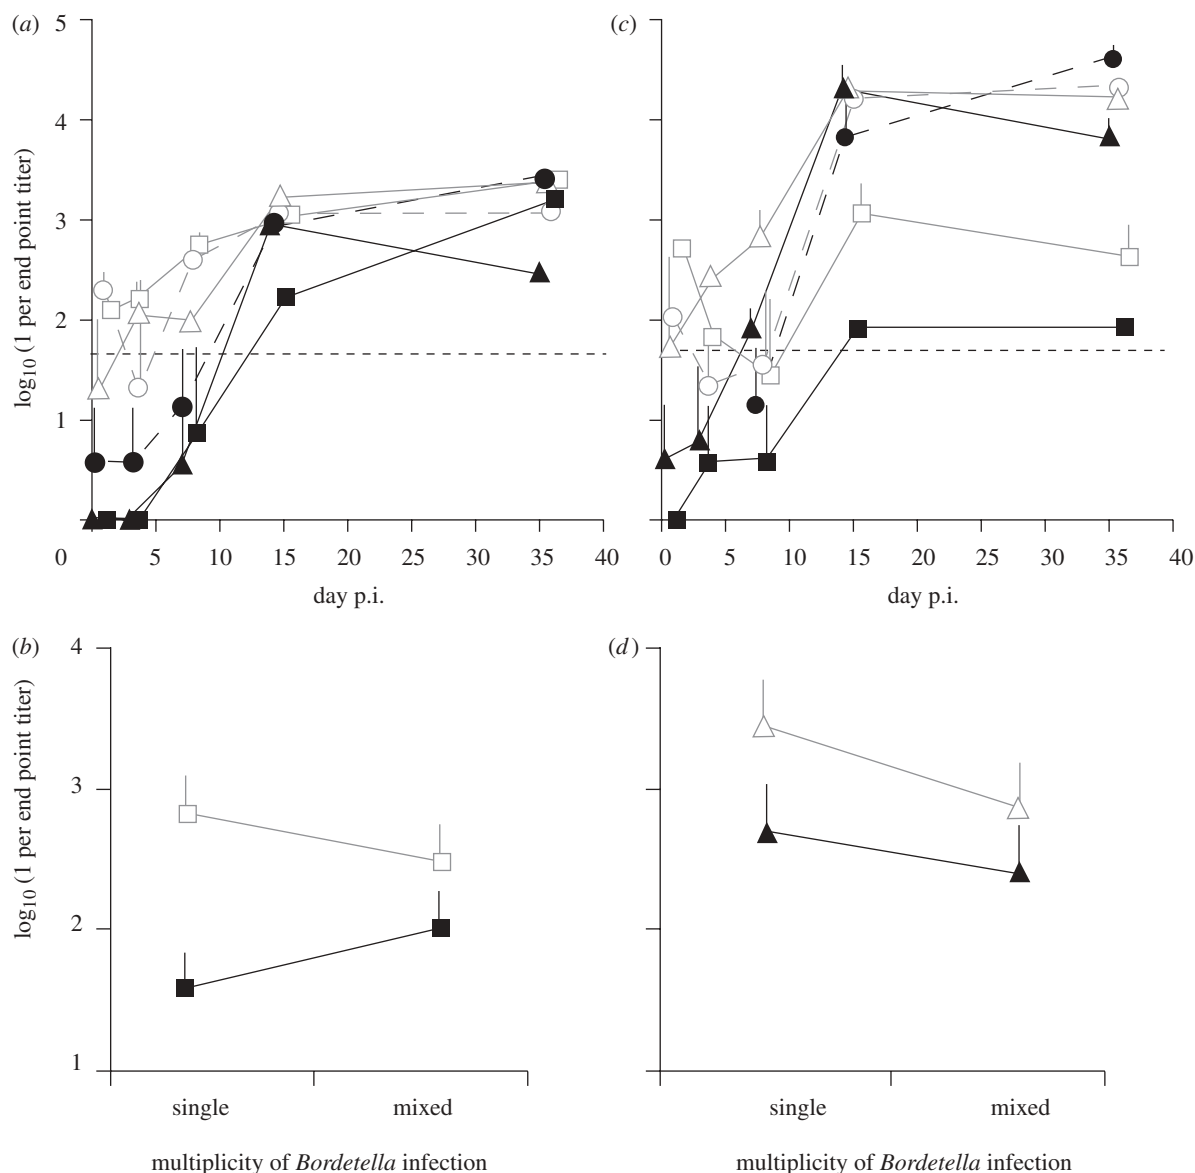 (a)
5
4
3
2
1
log10 (1 per end point titer)
0 5 10 15 20 25 30 35 40
day p.i.
(c)
0 5 10 15 20 25 30 35 40
day p.i.
(b)
4
3
2
1
log10 (1 per end point titer)
single mixed
multiplicity of Bordetella infection
(d)
single mixed
multiplicity of Bordetella infection